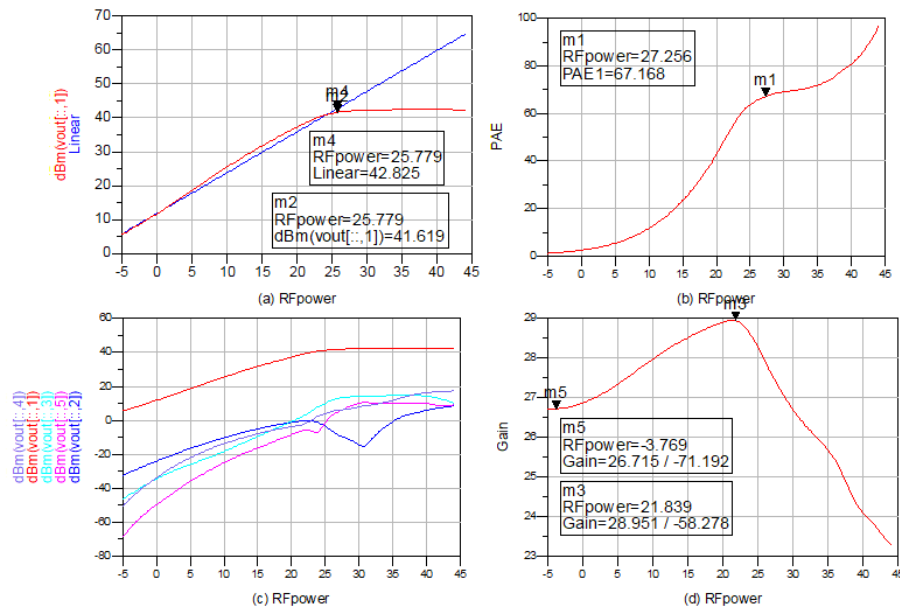 70
60
50
40
30
20
10
0
dBm(vout[::,1])
Linear
m4
m2
m4
RFpower=25.779
Linear=42.825
m2
RFpower=25.779
dBm(vout[::,1])=41.619
-5 0 5 10 15 20 25 30 35 40 45
(a) RFpower
100
80
60
40
20
0
PAE
m1
RFpower=27.256
PAE1=67.168
m1
-5 0 5 10 15 20 25 30 35 40 45
(b) RFpower
60
40
20
0
-20
-40
-60
-80
dBm(vout[::,4])
dBm(vout[::,1])
dBm(vout[::,3])
dBm(vout[::,5])
dBm(vout[::,2])
-5 0 5 10 15 20 25 30 35 40 45
(c) RFpower
29
28
27
26
25
24
23
Gain
m3
m5
m5
RFpower=-3.769
Gain=26.715 / -71.192
m3
RFpower=21.839
Gain=28.951 / -58.278
-5 0 5 10 15 20 25 30 35 40 45
(d) RFpower